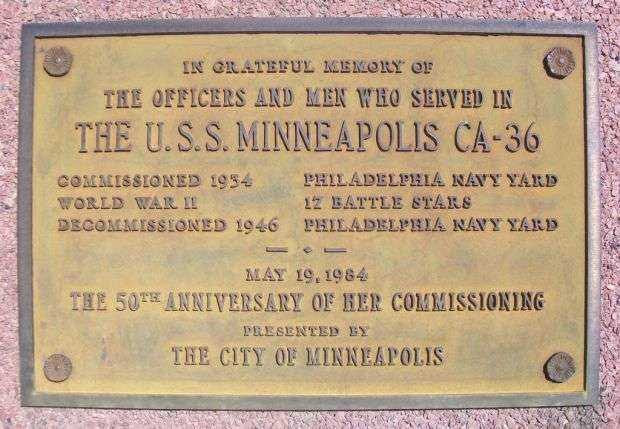 IN GRATEFUL MEMORY OF
THE OFFICERS AND MEN WHO SERVED IN
THE U.S.S. MINNEAPOLIS CA-36
COMMISSIONED 1934 PHILADELPHIA NAVY YARD
WORLD WAR II 17 BATTLE STARS
DECOMMISSIONED 1946 PHILADELPHIA NAVY YARD
MAY 19, 1984
THE 50TH ANNIVERSARY OF HER COMMISSIONING
PRESENTED BY
THE CITY OF MINNEAPOLIS